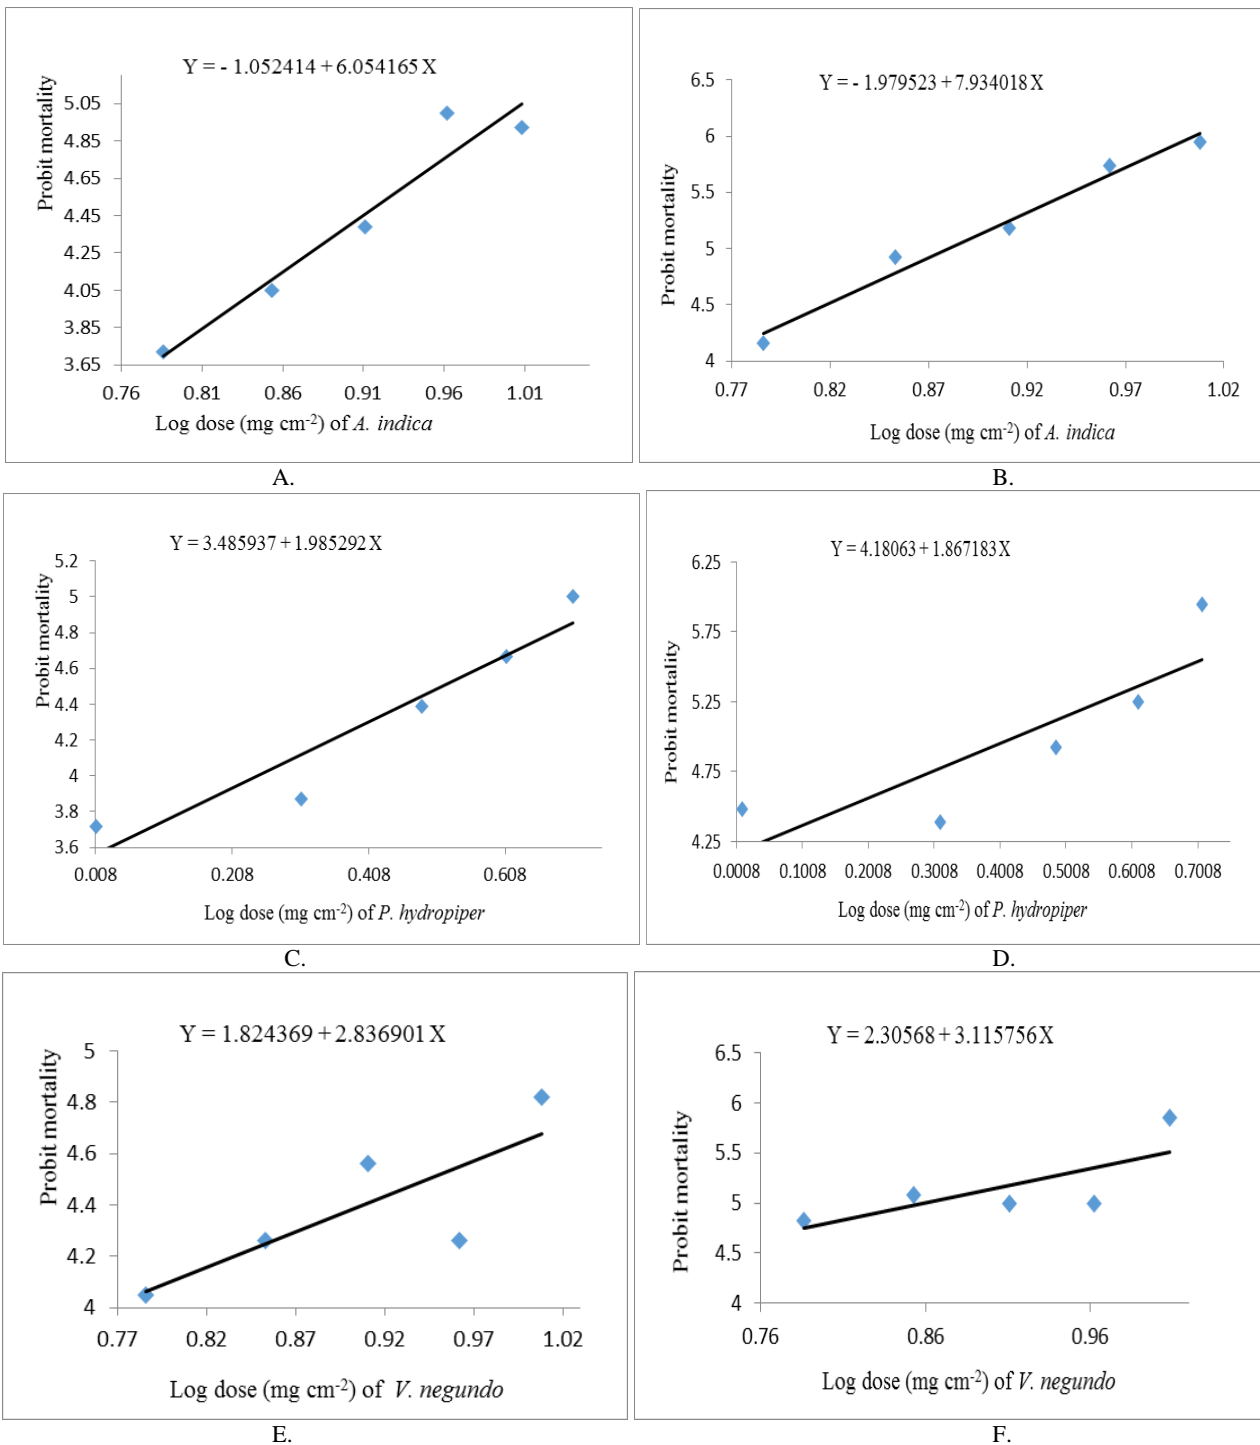 Y = - 1.052414 + 6.054165 X
Probit mortality
5.05
4.85
4.65
4.45
4.25
4.05
3.85
3.65
0.76 0.81 0.86 0.91 0.96 1.01
Log dose (mg cm-2) of A. indica
A.
Y = - 1.979523 + 7.934018 X
Probit mortality
6.5
6
5.5
5
4.5
4
0.77 0.82 0.87 0.92 0.97 1.02
Log dose (mg cm-2) of A. indica
B.
Y = 3.485937 + 1.985292 X
Probit mortality
5.2
5
4.8
4.6
4.4
4.2
4
3.8
3.6
0.008 0.208 0.408 0.608
Log dose (mg cm-2) of P. hydropiper
C.
Y = 4.18063 + 1.867183 X
Probit mortality
6.25
5.75
5.25
4.75
4.25
0.0008 0.1008 0.2008 0.3008 0.4008 0.5008 0.6008 0.7008
Log dose (mg cm-2) of P. hydropiper
D.
Y = 1.824369 + 2.836901 X
Probit mortality
5
4.8
4.6
4.4
4.2
4
0.77 0.82 0.87 0.92 0.97 1.02
Log dose (mg cm-2) of V. negundo
E.
Y = 2.30568 + 3.115756 X
Probit mortality
6.5
6
5.5
5
4.5
4
0.76 0.86 0.96
Log dose (mg cm-2) of V. negundo
F.